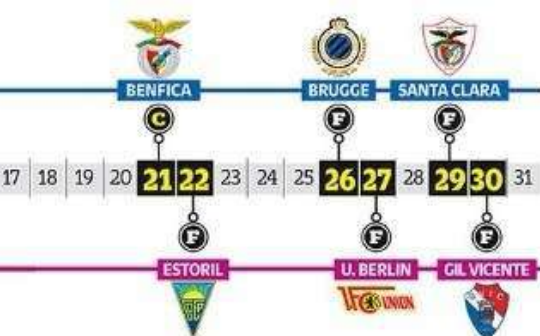 BENFICA BRUGGE SANTA CLARA
C F F
17 18 19 20 21 22 23 24 25 26 27 28 29 30 31
F F F
ESTORIL U. BERLIN GIL VICENTE
UNION